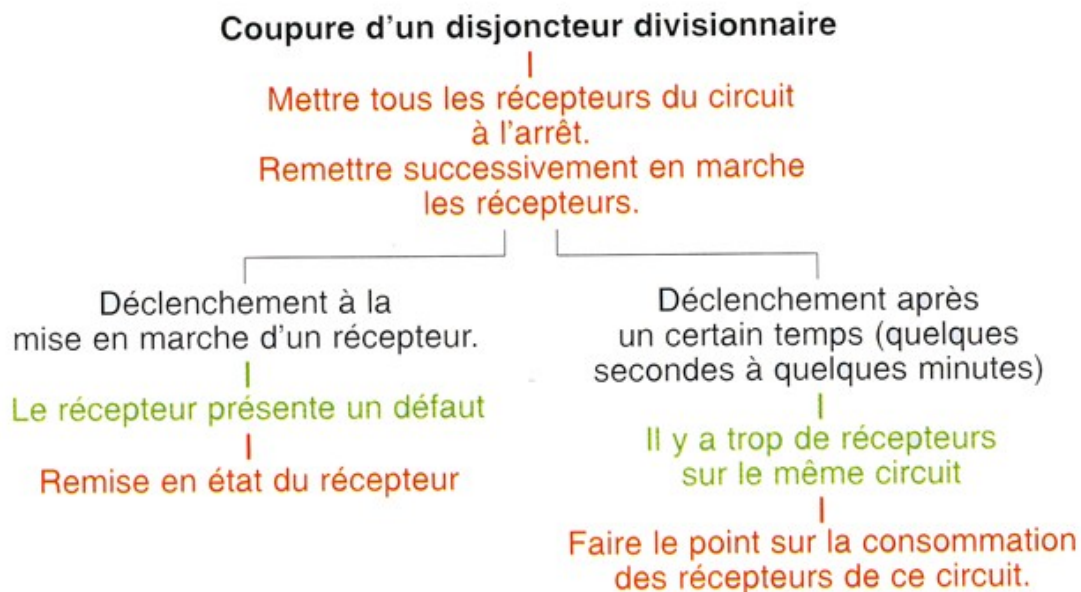 Coupure d'un disjoncteur divisionnaire
Mettre tous les récepteurs du circuit
à l'arrêt.
Remettre successivement en marche
les récepteurs.
Déclenchement à la
mise en marche d'un récepteur.
Le récepteur présente un défaut
Remise en état du récepteur
Déclenchement après
un certain temps (quelques
secondes à quelques minutes)
Il y a trop de récepteurs
sur le même circuit
Faire le point sur la consommation
des récepteurs de ce circuit.